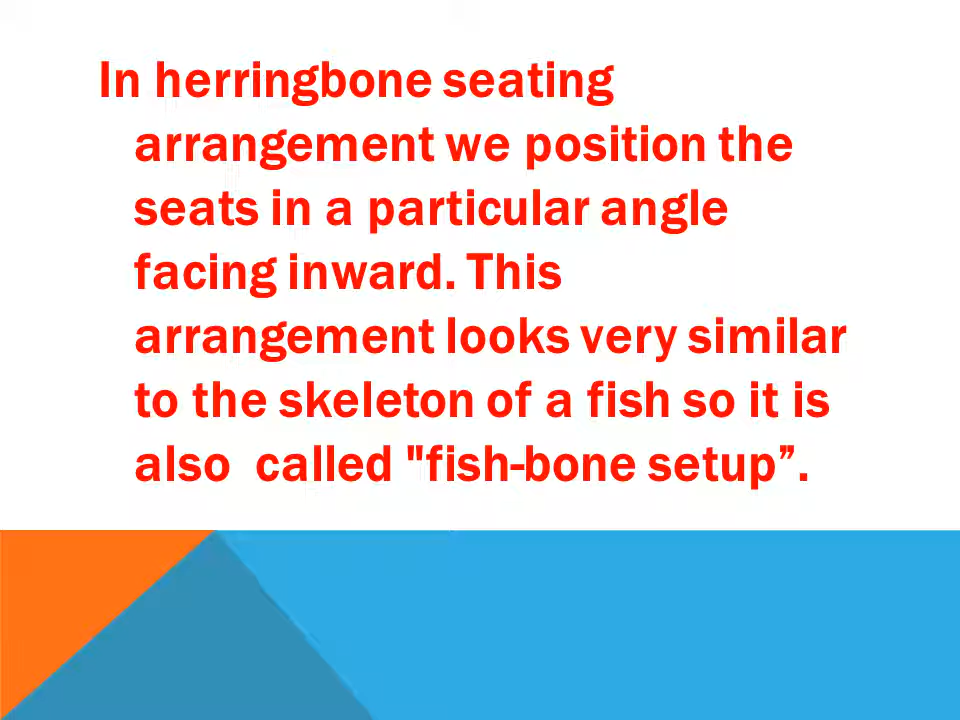 In herringbone seating
arrangement we position the
seats in a particular angle
facing inward. This
arrangement looks very similar
to the skeleton of a fish so it is
also  called "fish-bone setup”.